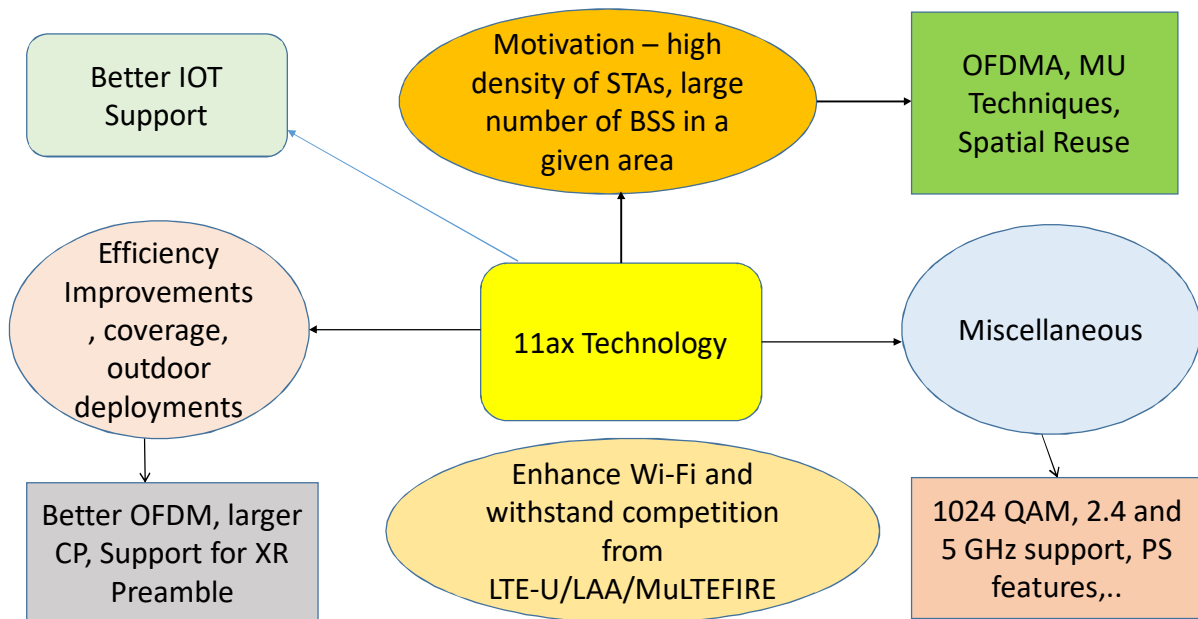 Better IOT
Support
Motivation – high
density of STAs, large
number of BSS in a
given area
OFDMA, MU
Techniques,
Spatial Reuse
Efficiency
Improvements
, coverage,
outdoor
deployments
11ax Technology
Miscellaneous
Better OFDM, larger
CP, Support for XR
Preamble
Enhance Wi-Fi and
withstand competition
from
LTE-U/LAA/MuLTEFIRE
1024 QAM, 2.4 and
5 GHz support, PS
features,..